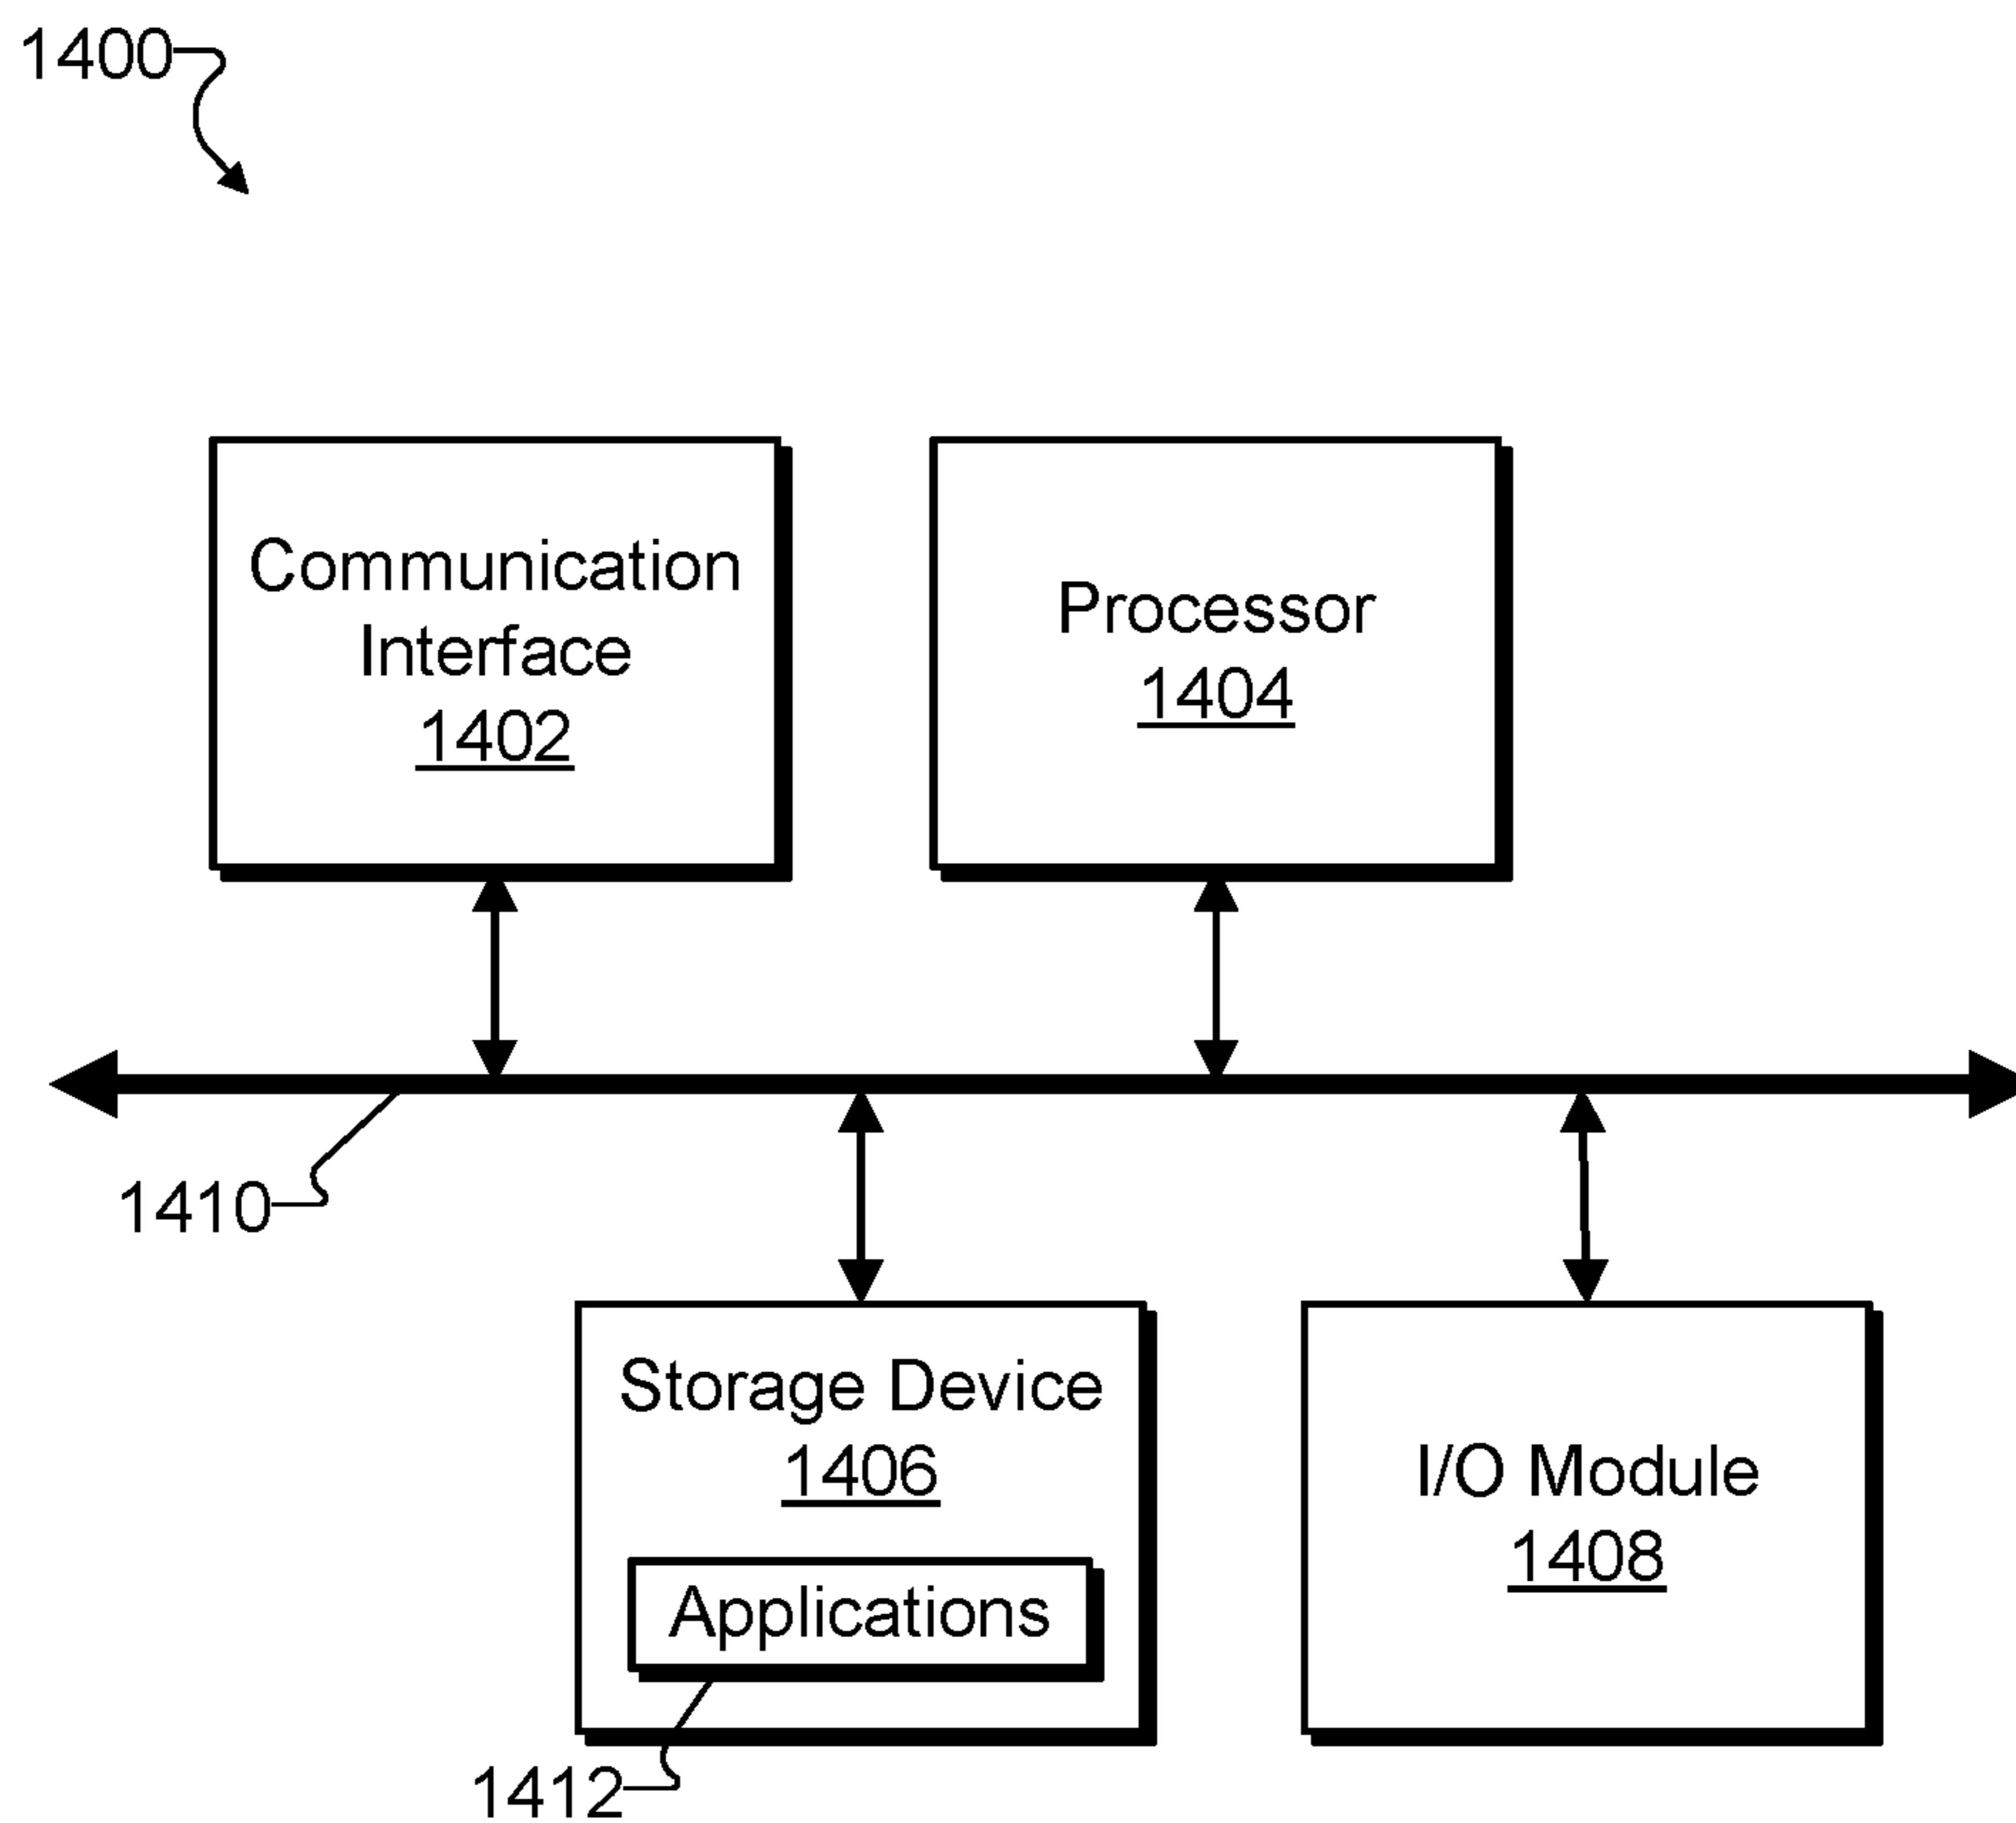 1400
Communication
Interface
1402
Processor
1404
1410
Storage Device
1406
Applications
1412
I/O Module
1408